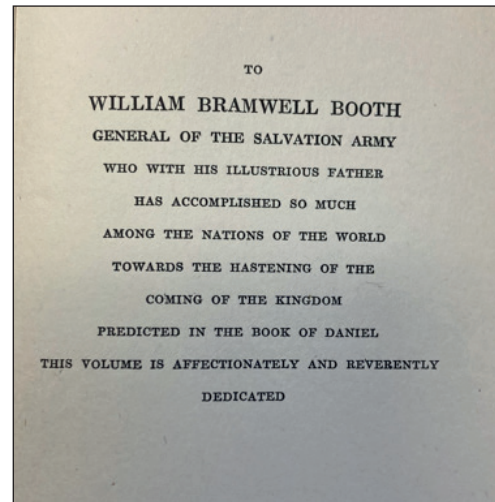 TO
WILLIAM BRAMWELL BOOTH
GENERAL OF THE SALVATION ARMY
WHO WITH HIS ILLUSTRIOUS FATHER
HAS ACCOMPLISHED SO MUCH
AMONG THE NATIONS OF THE WORLD
TOWARDS THE HASTENING OF THE
COMING OF THE KINGDOM
PREDICTED IN THE BOOK OF DANIEL
THIS VOLUME IS AFFECTIONATELY AND REVERENTLY
DEDICATED